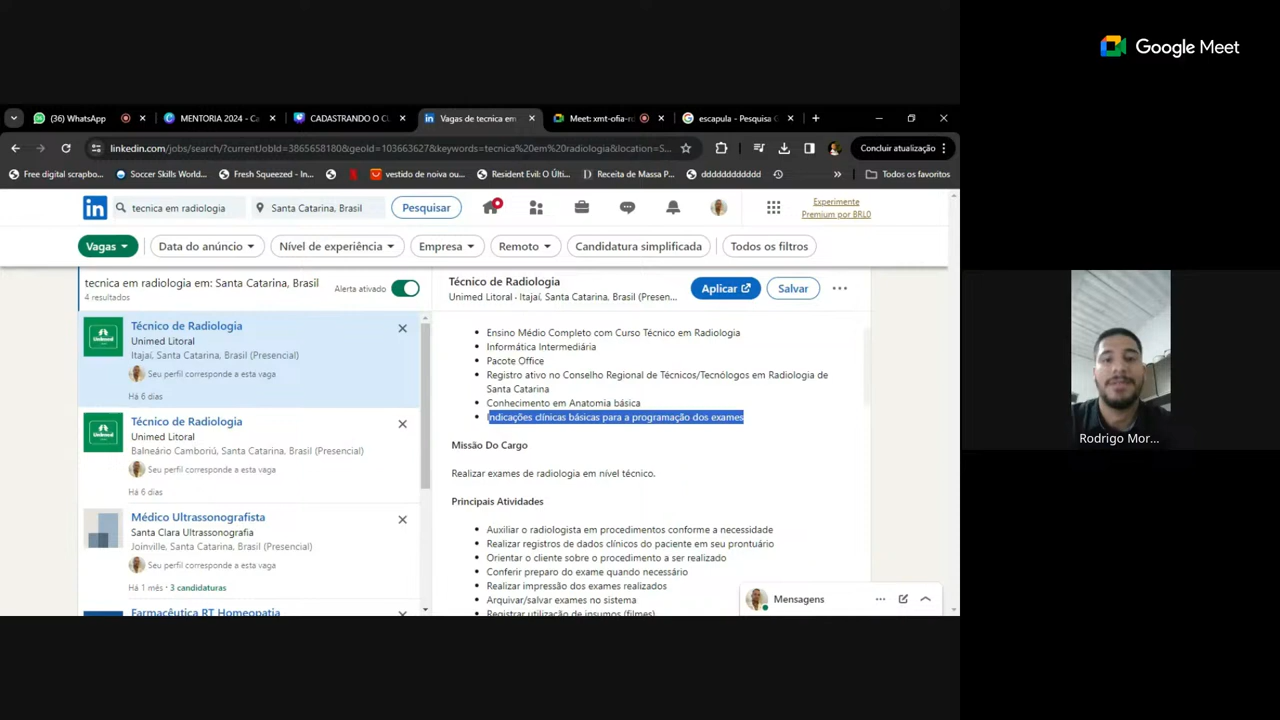 Google Meet
(36) WhatsApp
MENTORIA 2024 - Ca
CADASTRANDO O C
Vagas de tecnica em
Meet: xmt-ofia-r
escapula - Pesquisa G
linkedin.com/jobs/search/?currentJobId=3865658180&geoId=103663627&keywords=tecnica%20em%20radiologia&location=S...
Concluir atualização
Free digital scrapbo...
Soccer Skills World...
Fresh Squeezed - In...
vestido de noiva ou...
Resident Evil: O Últi...
Receita de Massa P...
dddddddddddd
Todos os favoritos
in
tecnica em radiologia
Santa Catarina, Brasil
Pesquisar
Experimente
Premium por BRL0
Vagas
Data do anúncio
Nível de experiência
Empresa
Remoto
Candidatura simplificada
Todos os filtros
tecnica em radiologia em: Santa Catarina, Brasil
4 resultados
Alerta ativado
Técnico de Radiologia
Unimed Litoral
Itajaí, Santa Catarina, Brasil (Presencial)
Seu perfil corresponde a esta vaga
Há 6 dias
Técnico de Radiologia
Unimed Litoral
Balneário Camboriú, Santa Catarina, Brasil (Presencial)
Seu perfil corresponde a esta vaga
Há 6 dias
Médico Ultrassonografista
Santa Clara Ultrassonografia
Joinville, Santa Catarina, Brasil (Presencial)
Seu perfil corresponde a esta vaga
Há 1 mês · 3 candidaturas
Farmacêutica RT Homeopatia
Técnico de Radiologia
Unimed Litoral · Itajaí, Santa Catarina, Brasil (Presen...
Aplicar
Salvar
Ensino Médio Completo com Curso Técnico em Radiologia
Informática Intermediária
Pacote Office
Registro ativo no Conselho Regional de Técnicos/Tecnólogos em Radiologia de
Santa Catarina
Conhecimento em Anatomia básica
Indicações clínicas básicas para a programação dos exames
Missão Do Cargo
Realizar exames de radiologia em nível técnico.
Principais Atividades
Auxiliar o radiologista em procedimentos conforme a necessidade
Realizar registros de dados clínicos do paciente em seu prontuário
Orientar o cliente sobre o procedimento a ser realizado
Conferir preparo do exame quando necessário
Realizar impressão dos exames realizados
Arquivar/salvar exames no sistema
Registrar utilização de insumos (filmes)
Mensagens
Rodrigo Mor...